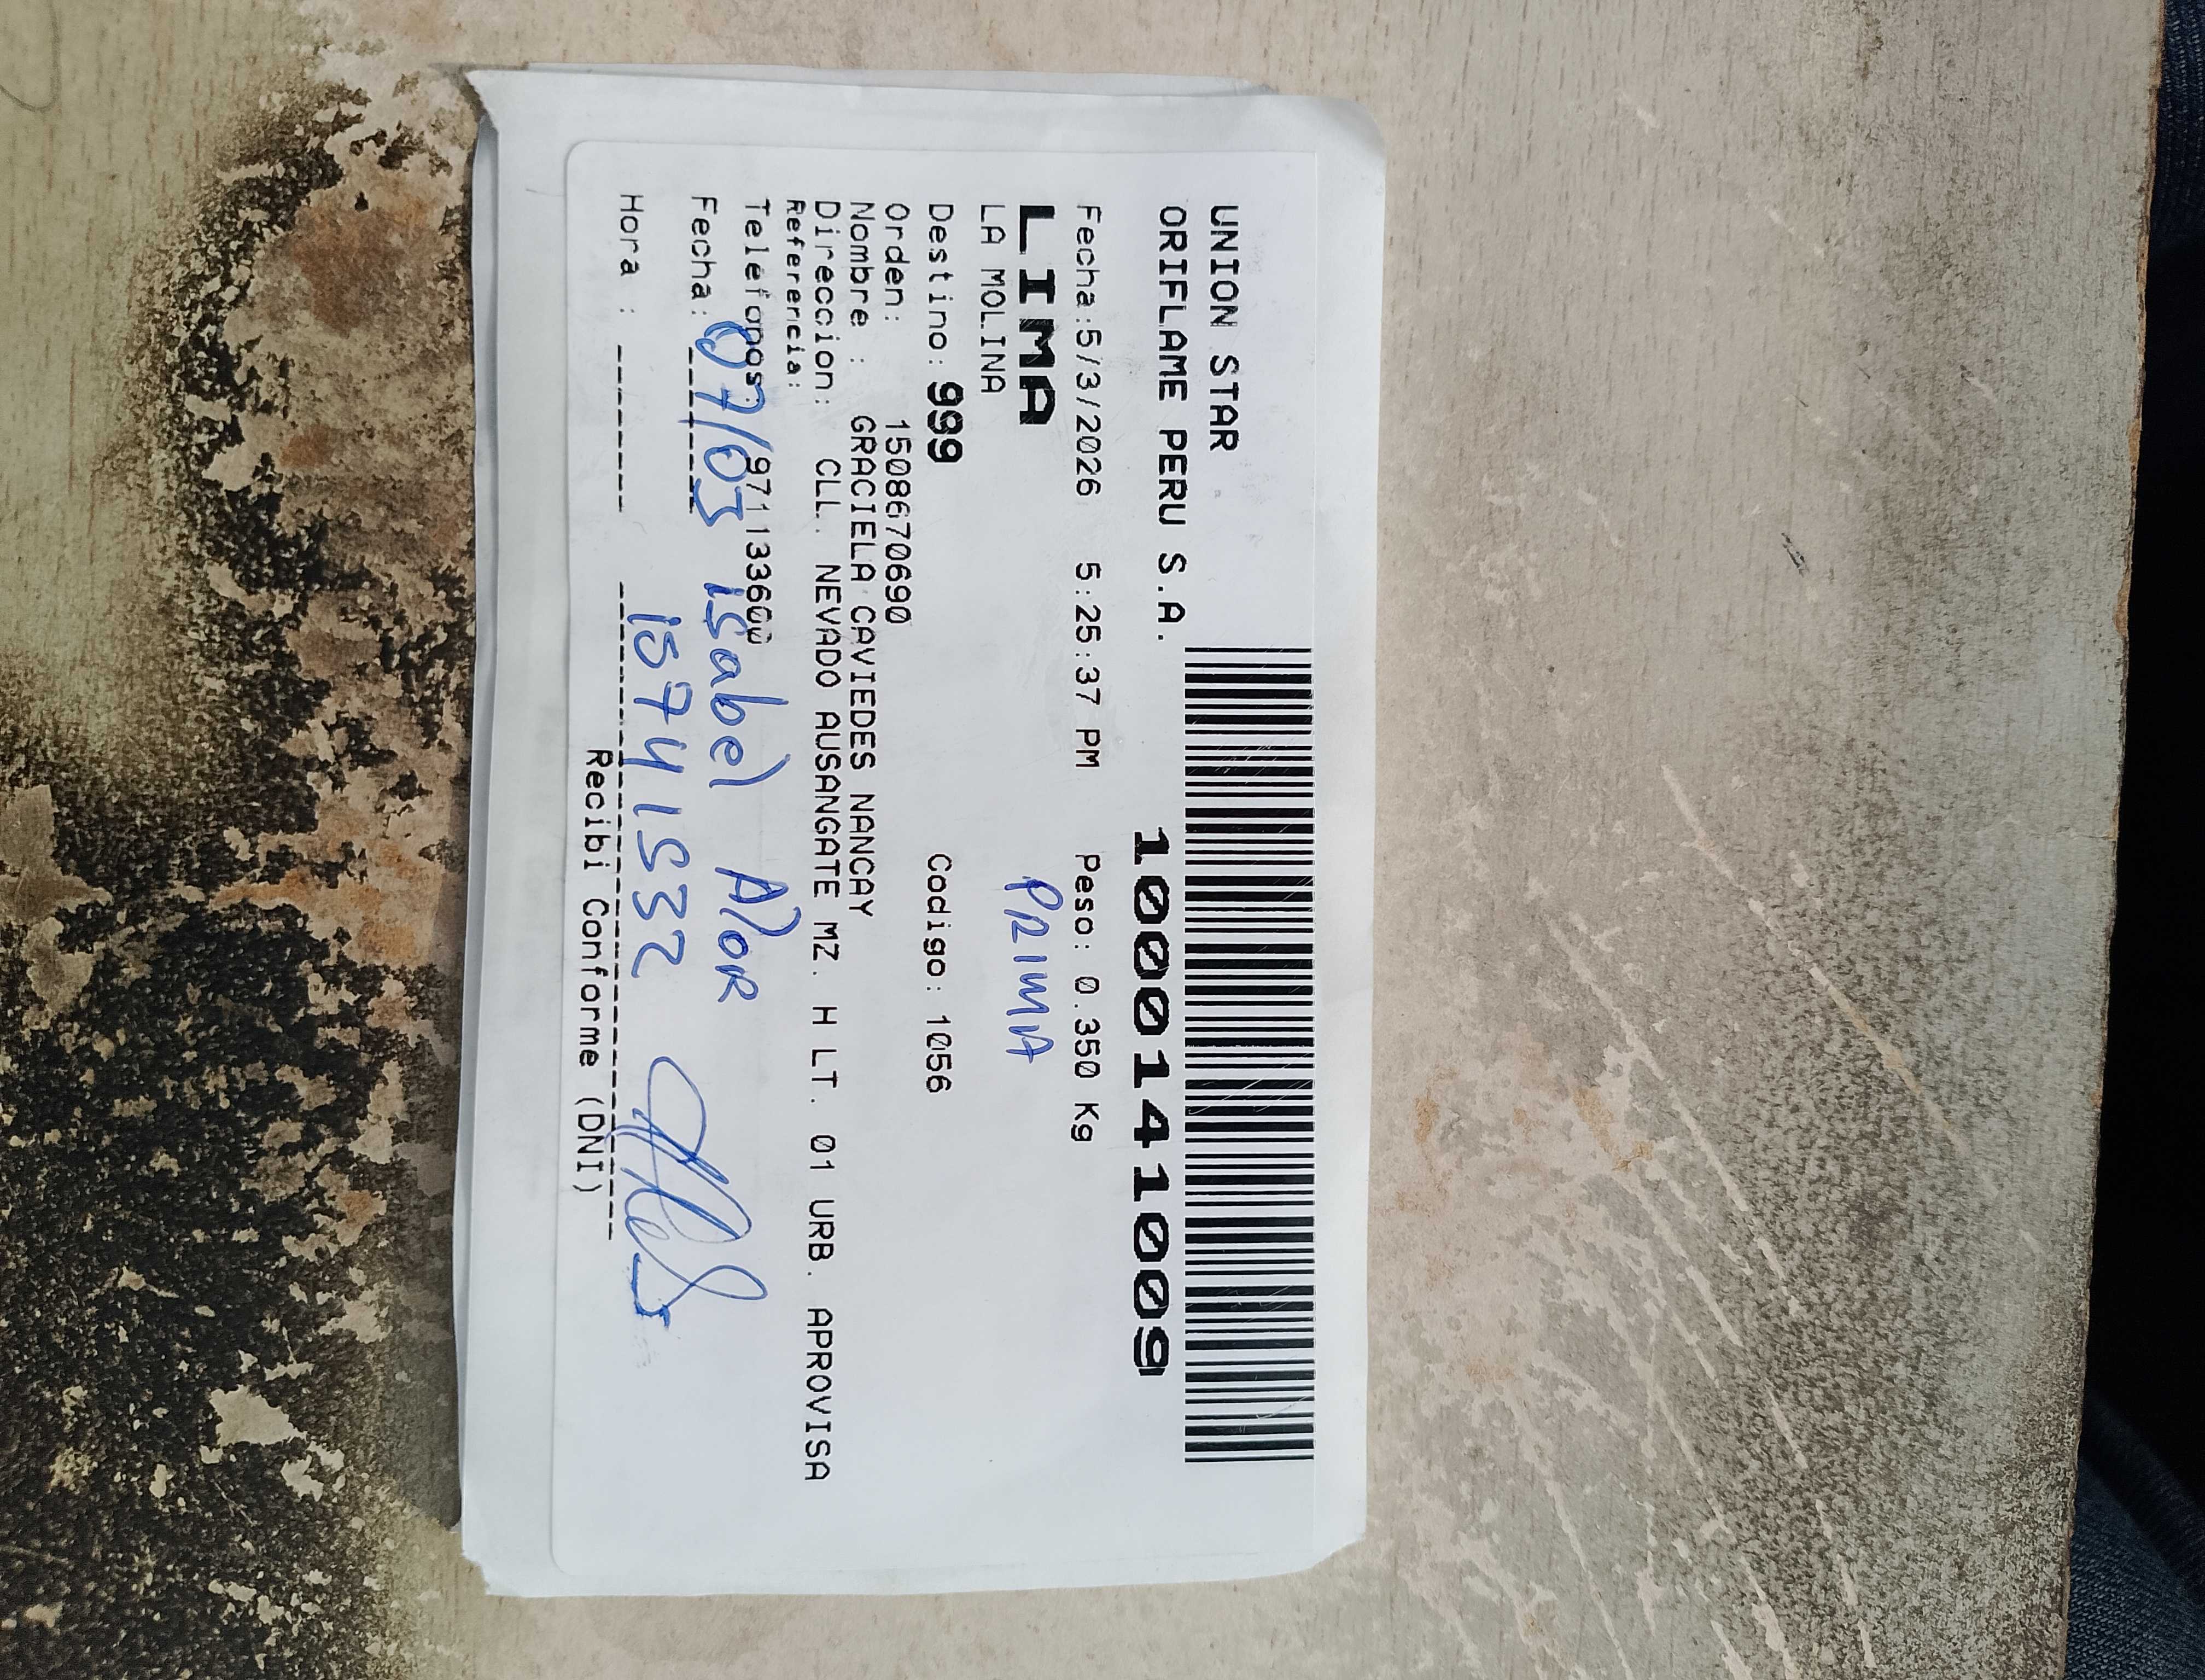 UNION STAR
ORIFLAME PERU S.A.
1000141009
Fecha:5/3/2026 5:25:37 PM Peso: 0.350 Kg
LIMA
PRIMA
LA MOLINA
Destino: 999 Codigo: 1056
Orden: 1508670690
Nombre : GRACIELA CAVIEDES NANCAY
Direccion: CLL. NEVADO AUSANGATE MZ. H LT. 01 URB. APROVISA
Referencia:
Telefonos 971133600
Fecha: 07/05 Isabel Alor
Hora : 15741532
Recibi Conforme (DNI)